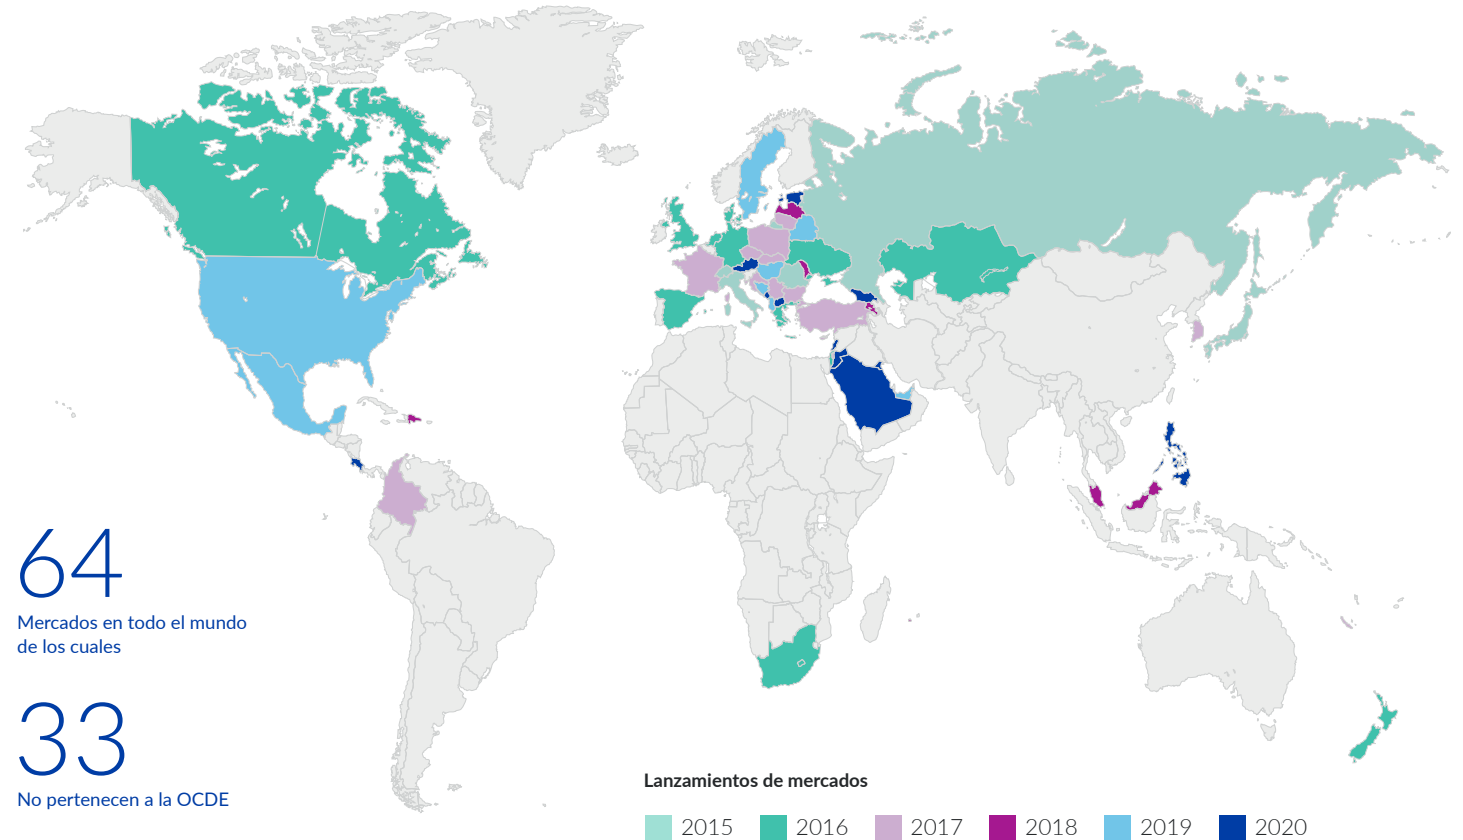 64
Mercados en todo el mundo
de los cuales
33
No pertenecen a la OCDE
Lanzamientos de mercados
2015 2016 2017 2018 2019 2020